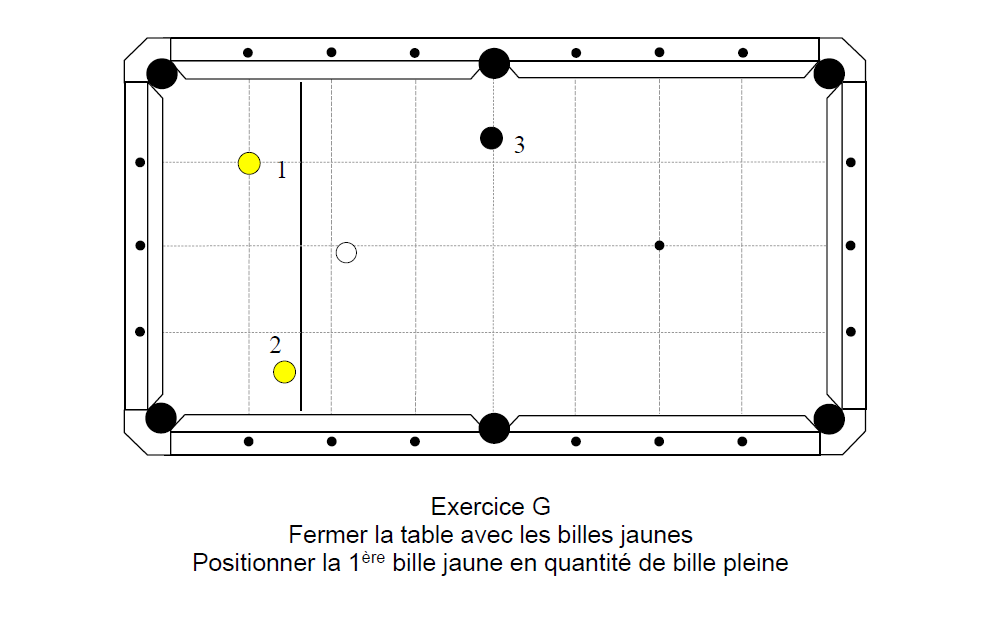 3
1
2
Exercice G
Fermer la table avec les billes jaunes
Positionner la 1ère bille jaune en quantité de bille pleine